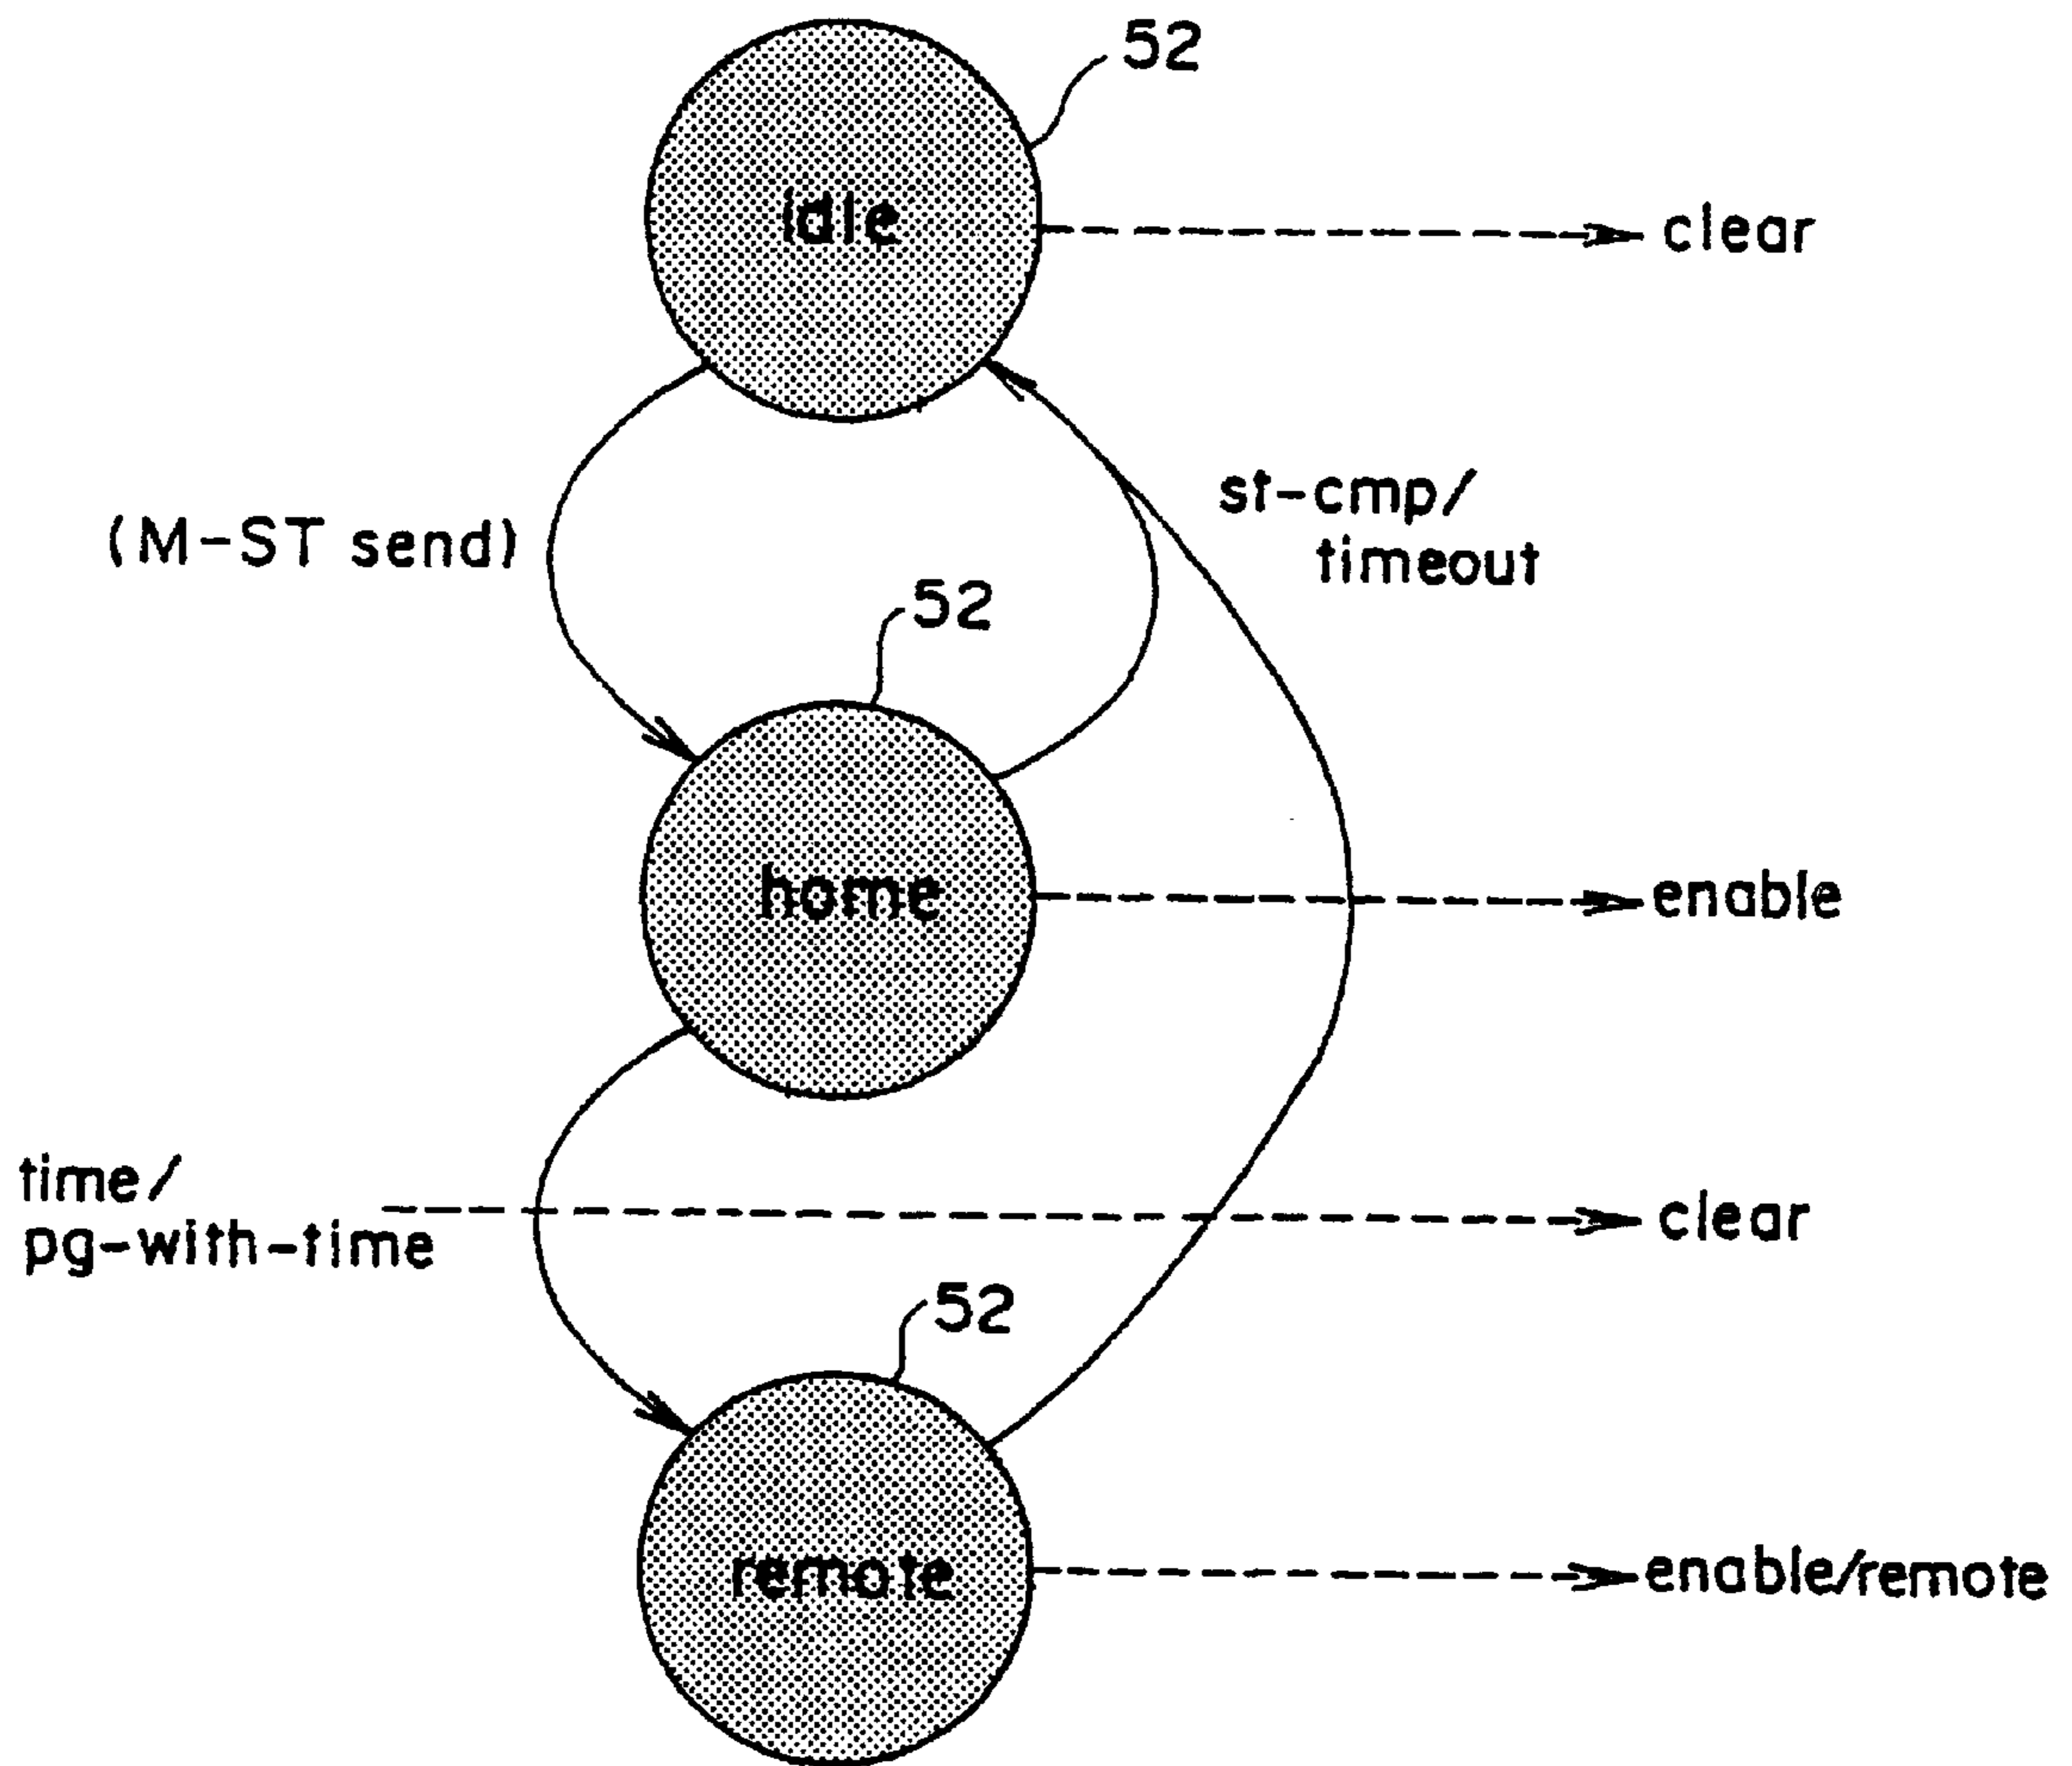 52
idle
clear
(M-ST send)
st-cmp/
timeout
52
home
enable
time/
pg-with-time
clear
52
remote
enable/remote